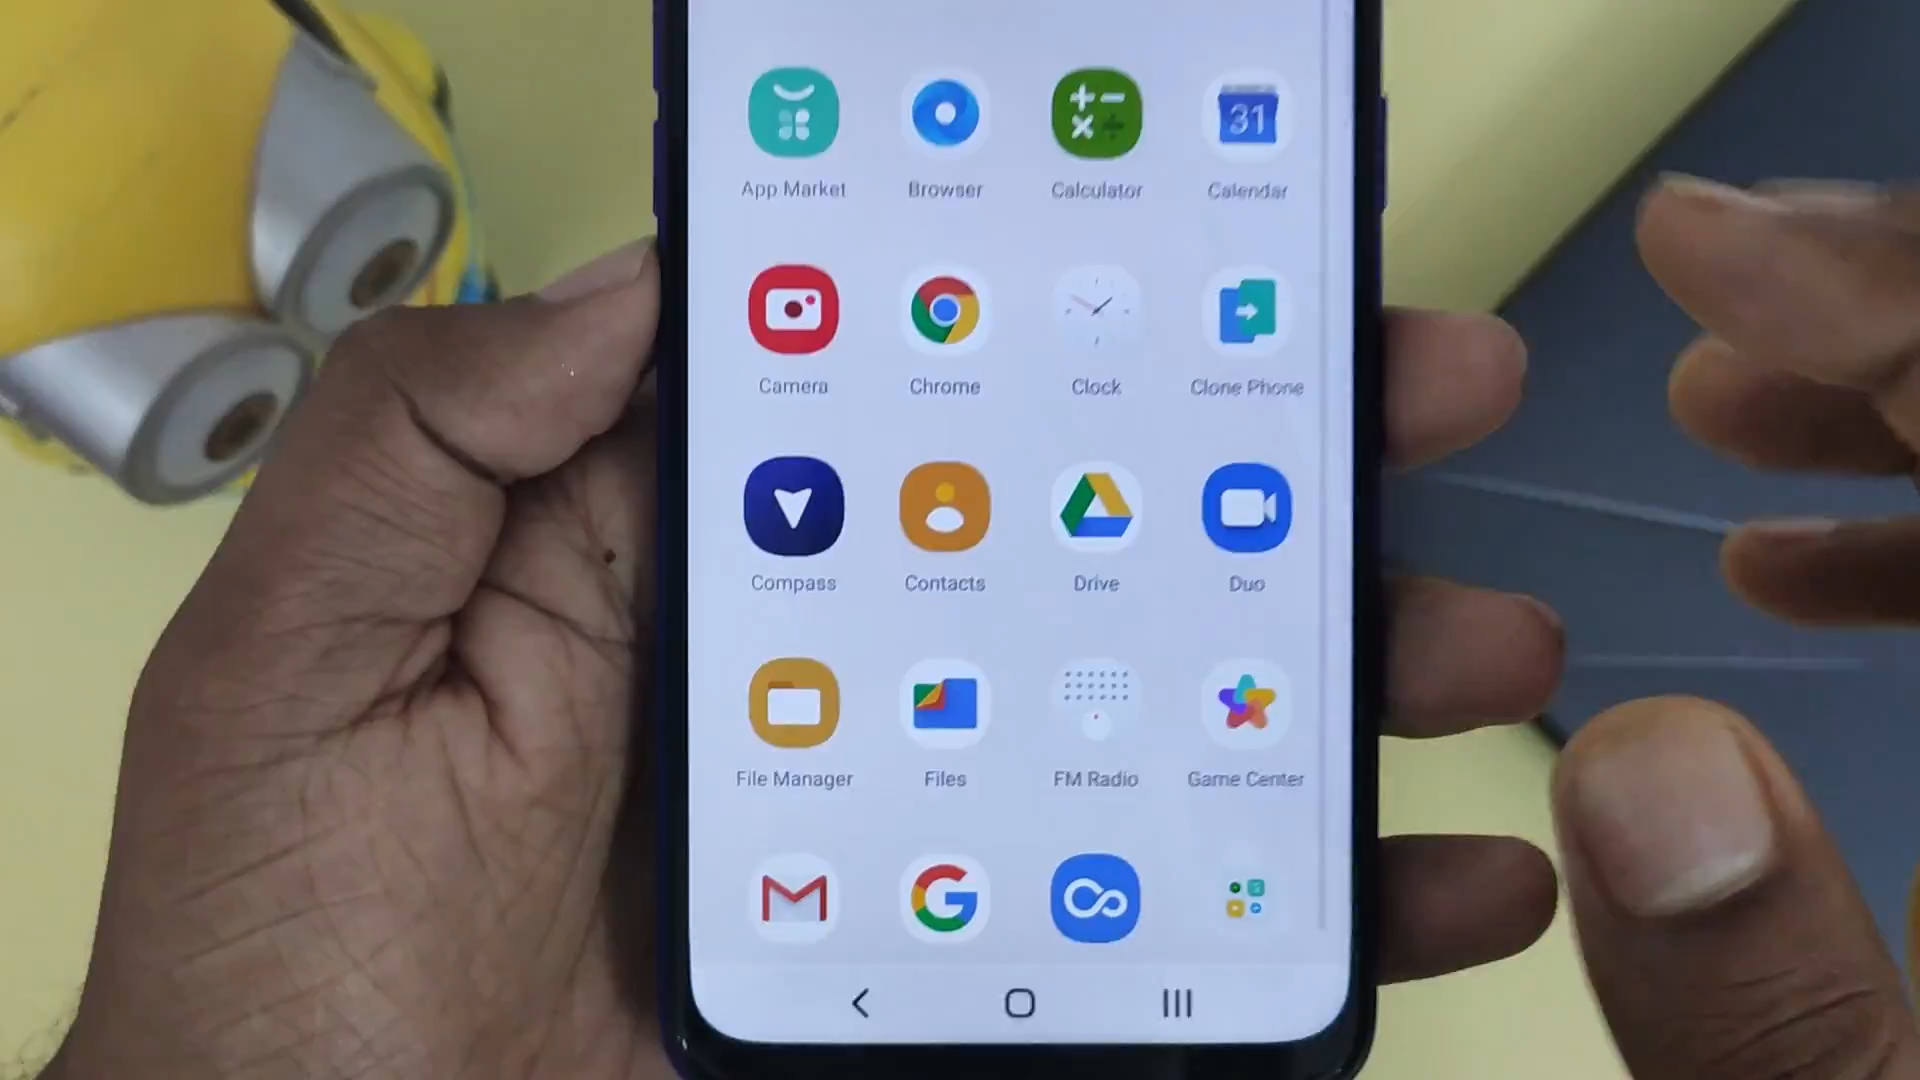 App Market Browser Calculator Calendar
31
Camera Chrome Clock Clone Phone
Compass Contacts Drive Duo
File Manager Files FM Radio Game Center